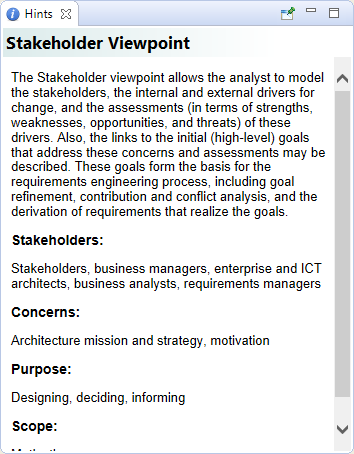 Hints
Stakeholder Viewpoint
The Stakeholder viewpoint allows the analyst to model
the stakeholders, the internal and external drivers for
change, and the assessments (in terms of strengths,
weaknesses, opportunities, and threats) of these
drivers. Also, the links to the initial (high-level) goals
that address these concerns and assessments may be
described. These goals form the basis for the
requirements engineering process, including goal
refinement, contribution and conflict analysis, and the
derivation of requirements that realize the goals.
Stakeholders:
Stakeholders, business managers, enterprise and ICT
architects, business analysts, requirements managers
Concerns:
Architecture mission and strategy, motivation
Purpose:
Designing, deciding, informing
Scope: